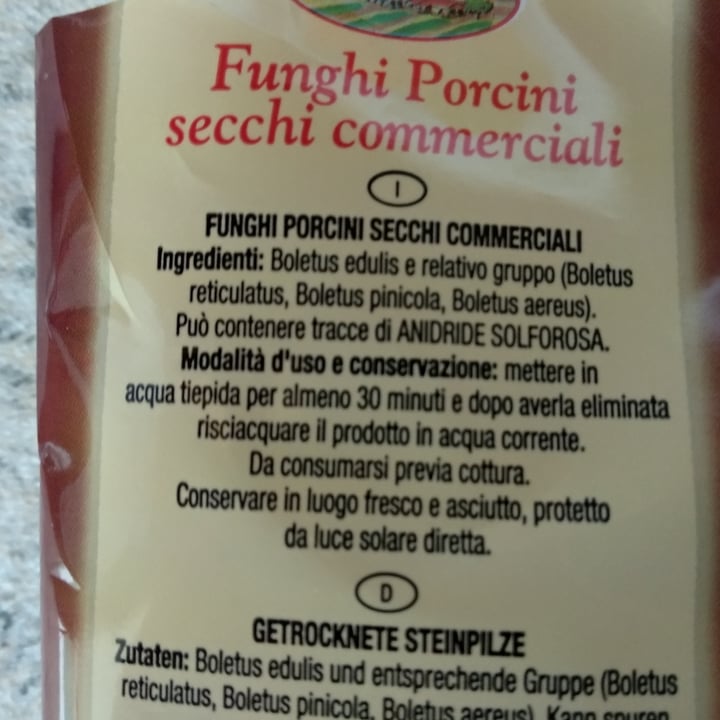 Funghi Porcini
secchi commerciali
I
FUNGHI PORCINI SECCHI COMMERCIALI
Ingredienti: Boletus edulis e relativo gruppo (Boletus
reticulatus, Boletus pinicola, Boletus aereus).
Può contenere tracce di ANIDRIDE SOLFOROSA.
Modalità d'uso e conservazione: mettere in
acqua tiepida per almeno 30 minuti e dopo averla eliminata
risciacquare il prodotto in acqua corrente.
Da consumarsi previa cottura.
Conservare in luogo fresco e asciutto, protetto
da luce solare diretta.
D
GETROCKNETE STEINPILZE
Zutaten: Boletus edulis und entsprechende Gruppe (Boletus
reticulatus, Boletus pinicola, Boletus aereus). Kann spuren